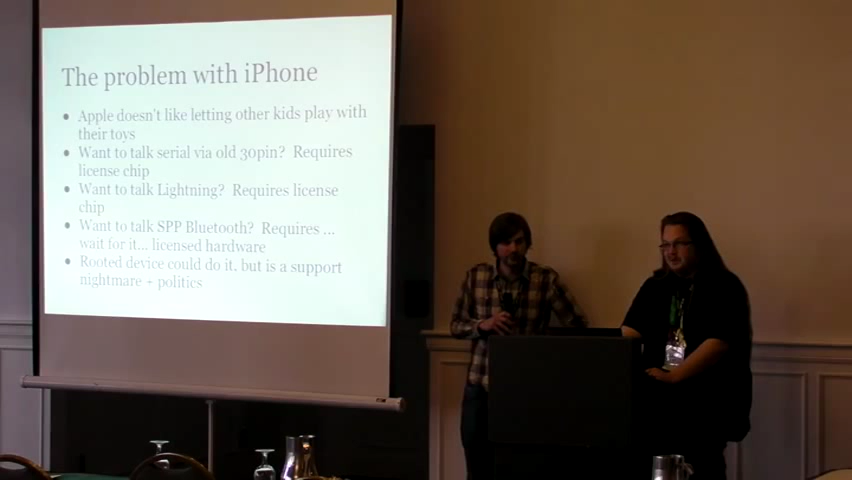 The problem with iPhone
• Apple doesn't like letting other kids play with
their toys
• Want to talk serial via old 30pin? Requires
license chip
• Want to talk Lightning? Requires license
chip
• Want to talk SPP Bluetooth? Requires ...
wait for it... licensed hardware
• Rooted device could do it, but is a support
nightmare + politics